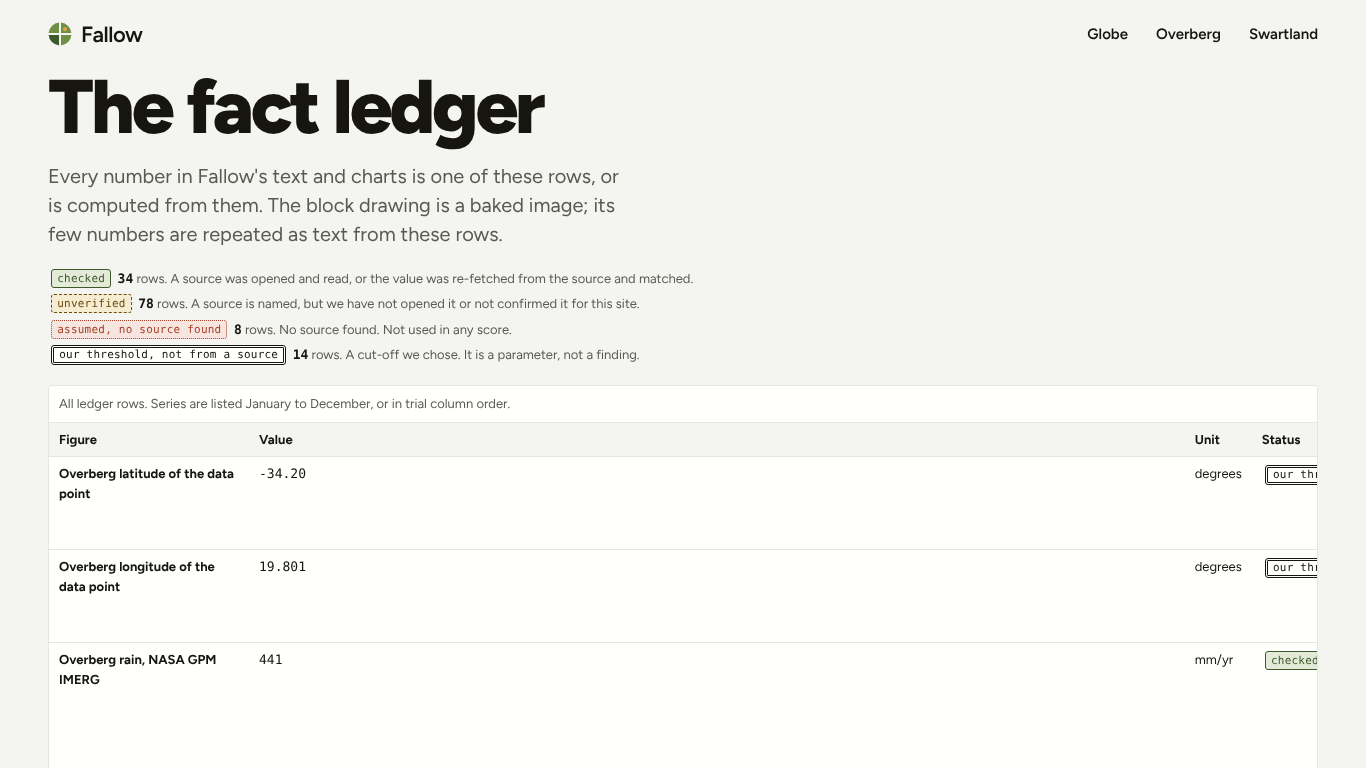 Fallow
Globe
Overberg
Swartland
The fact ledger
Every number in Fallow's text and charts is one of these rows, or
is computed from them. The block drawing is a baked image; its
few numbers are repeated as text from these rows.
checked 34 rows. A source was opened and read, or the value was re-fetched from the source and matched.
unverified 78 rows. A source is named, but we have not opened it or not confirmed it for this site.
assumed, no source found 8 rows. No source found. Not used in any score.
our threshold, not from a source 14 rows. A cut-off we chose. It is a parameter, not a finding.
All ledger rows. Series are listed January to December, or in trial column order.
Figure Value Unit Status
Overberg latitude of the data -34.20 degrees our thr
point
Overberg longitude of the 19.801 degrees our thr
data point
Overberg rain, NASA GPM 441 mm/yr checked
IMERG